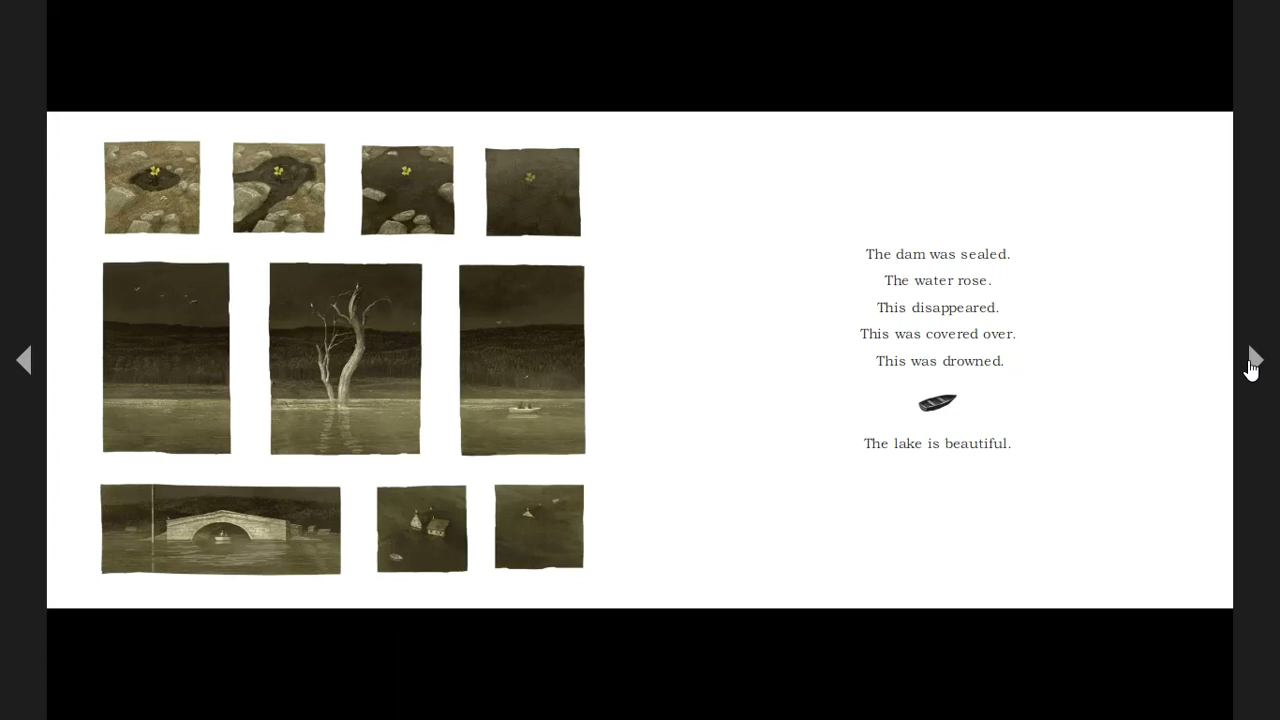 The dam was sealed.
The water rose.
This disappeared.
This was covered over.
This was drowned.
The lake is beautiful.